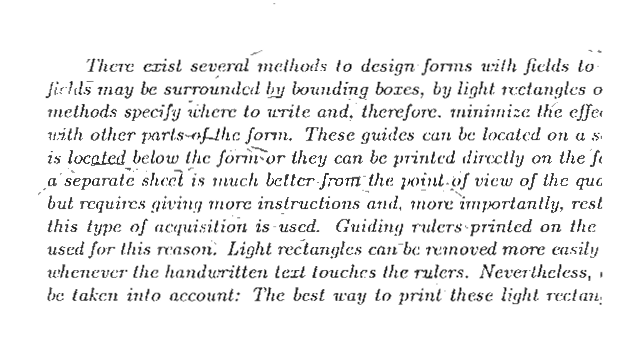 There exist several methods to design forms with fields to
fields may be surrounded by bounding boxes, by light rectangles o
methods specify where to write and, therefore, minimize the effec
with other parts of the form. These guides can be located on a s
is located below the form or they can be printed directly on the fo
a separate sheet is much better from the point of view of the qua
but requires giving more instructions and, more importantly, rest
this type of acquisition is used. Guiding rulers printed on the
used for this reason. Light rectangles can be removed more easily
whenever the handwritten text touches the rulers. Nevertheless,
be taken into account: The best way to print these light rectang